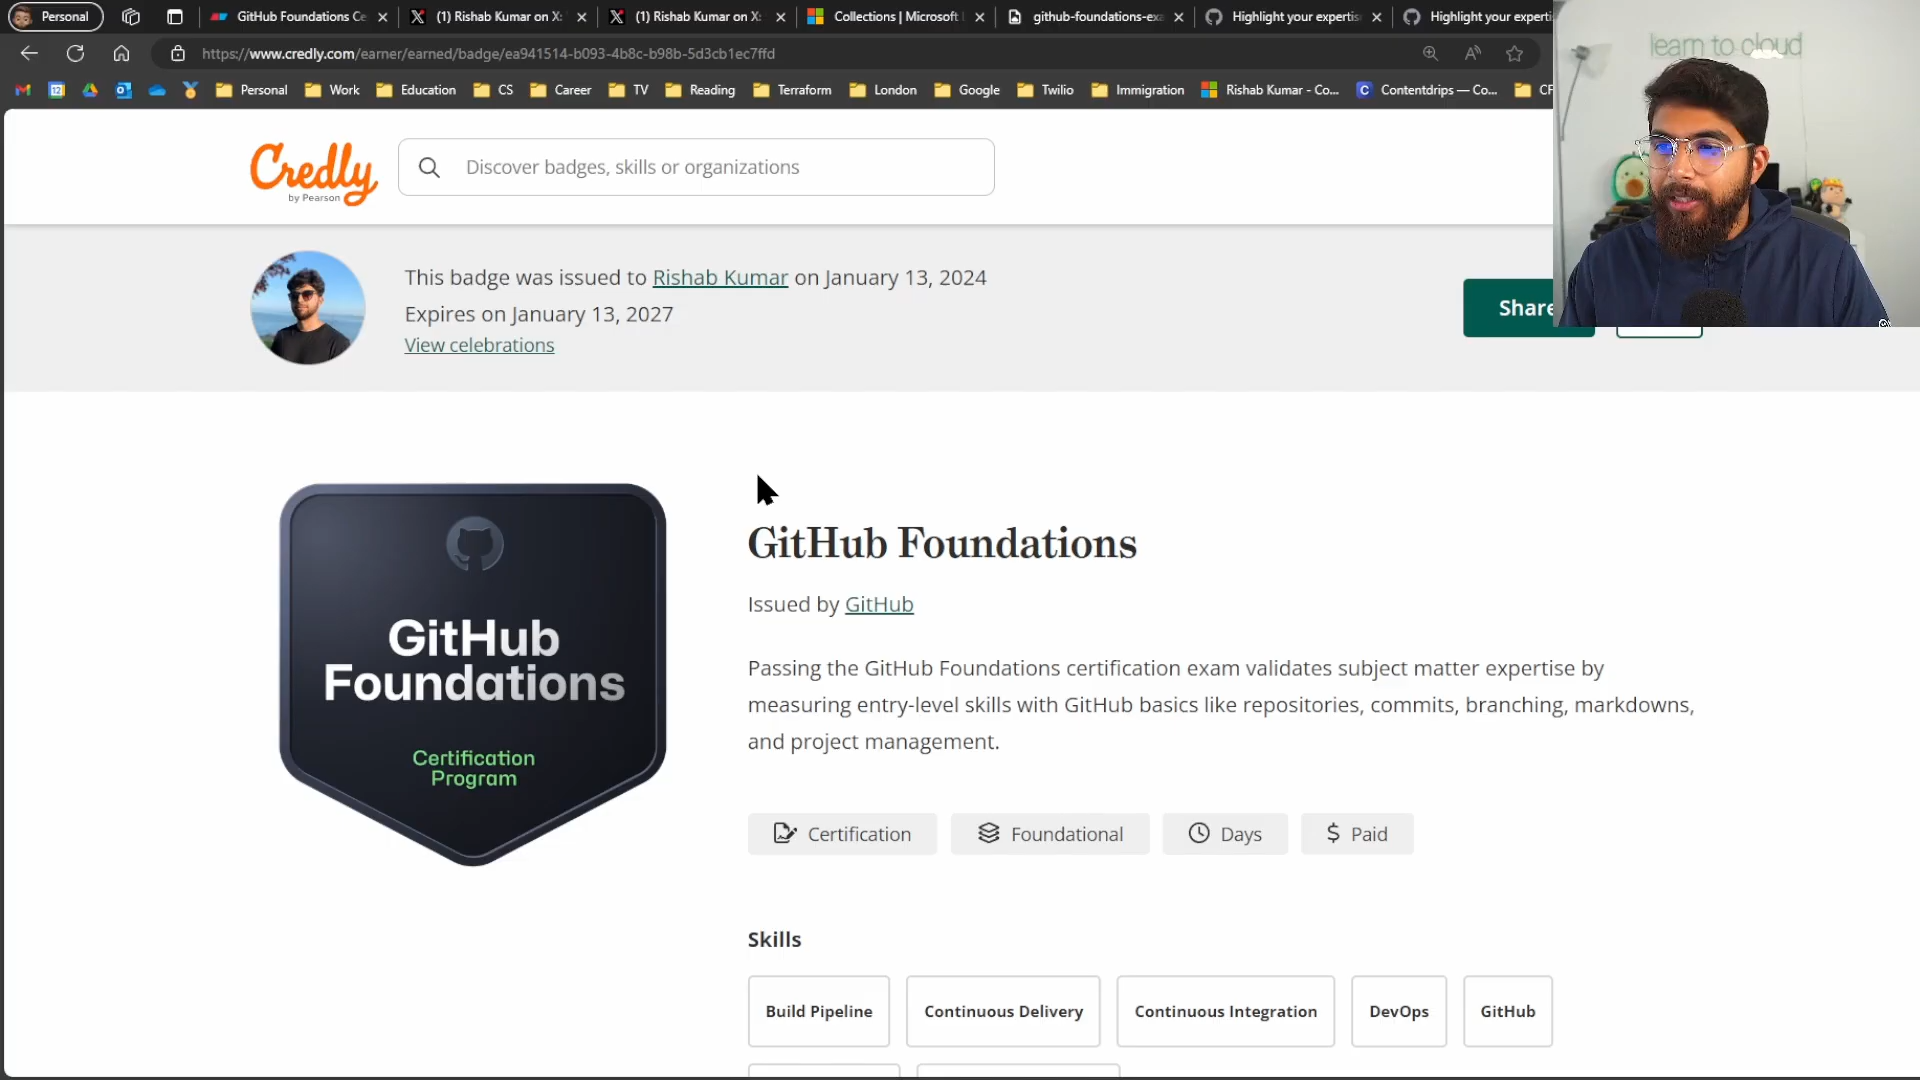 Personal
GitHub Foundations Ce
(1) Rishab Kumar on X:
(1) Rishab Kumar on X:
Collections | Microsoft
github-foundations-exa
Highlight your expertis
Highlight your experti
https://www.credly.com/earner/earned/badge/ea941514-b093-4b8c-b98b-5d3cb1ec7ffd
12
Personal
Work
Education
CS
Career
TV
Reading
Terraform
London
Google
Twilio
Immigration
Rishab Kumar - Co...
Contentdrips — Co...
learn to cloud
Credly
by Pearson
Discover badges, skills or organizations
This badge was issued to Rishab Kumar on January 13, 2024
Expires on January 13, 2027
View celebrations
Share
GitHub
Foundations
Certification
Program
GitHub Foundations
Issued by GitHub
Passing the GitHub Foundations certification exam validates subject matter expertise by
measuring entry-level skills with GitHub basics like repositories, commits, branching, markdowns,
and project management.
Certification
Foundational
Days
$ Paid
Skills
Build Pipeline
Continuous Delivery
Continuous Integration
DevOps
GitHub